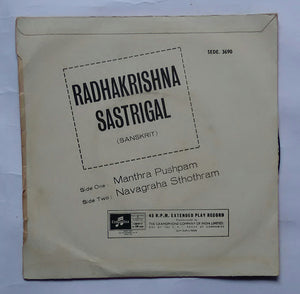 SEDE. 3690
RADHAKRISHNA
SASTRIGAL
(SANSKRIT)
Side One : Manthra Pushpam
Side Two : Navagraha Sthothram
Columbia
45 R.P.M. EXTENDED PLAY RECORD
THE GRAMOPHONE COMPANY OF INDIA LIMITED